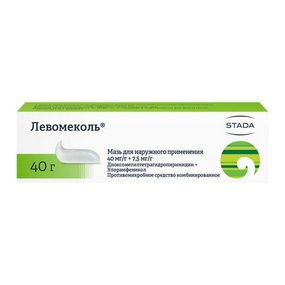 STADA
Левомеколь®
Мазь для наружного применения
40 мг/г + 7,5 мг/г
Диоксометилтетрагидропиримидин +
Хлорамфеникол
Противомикробное средство комбинированное
40 г